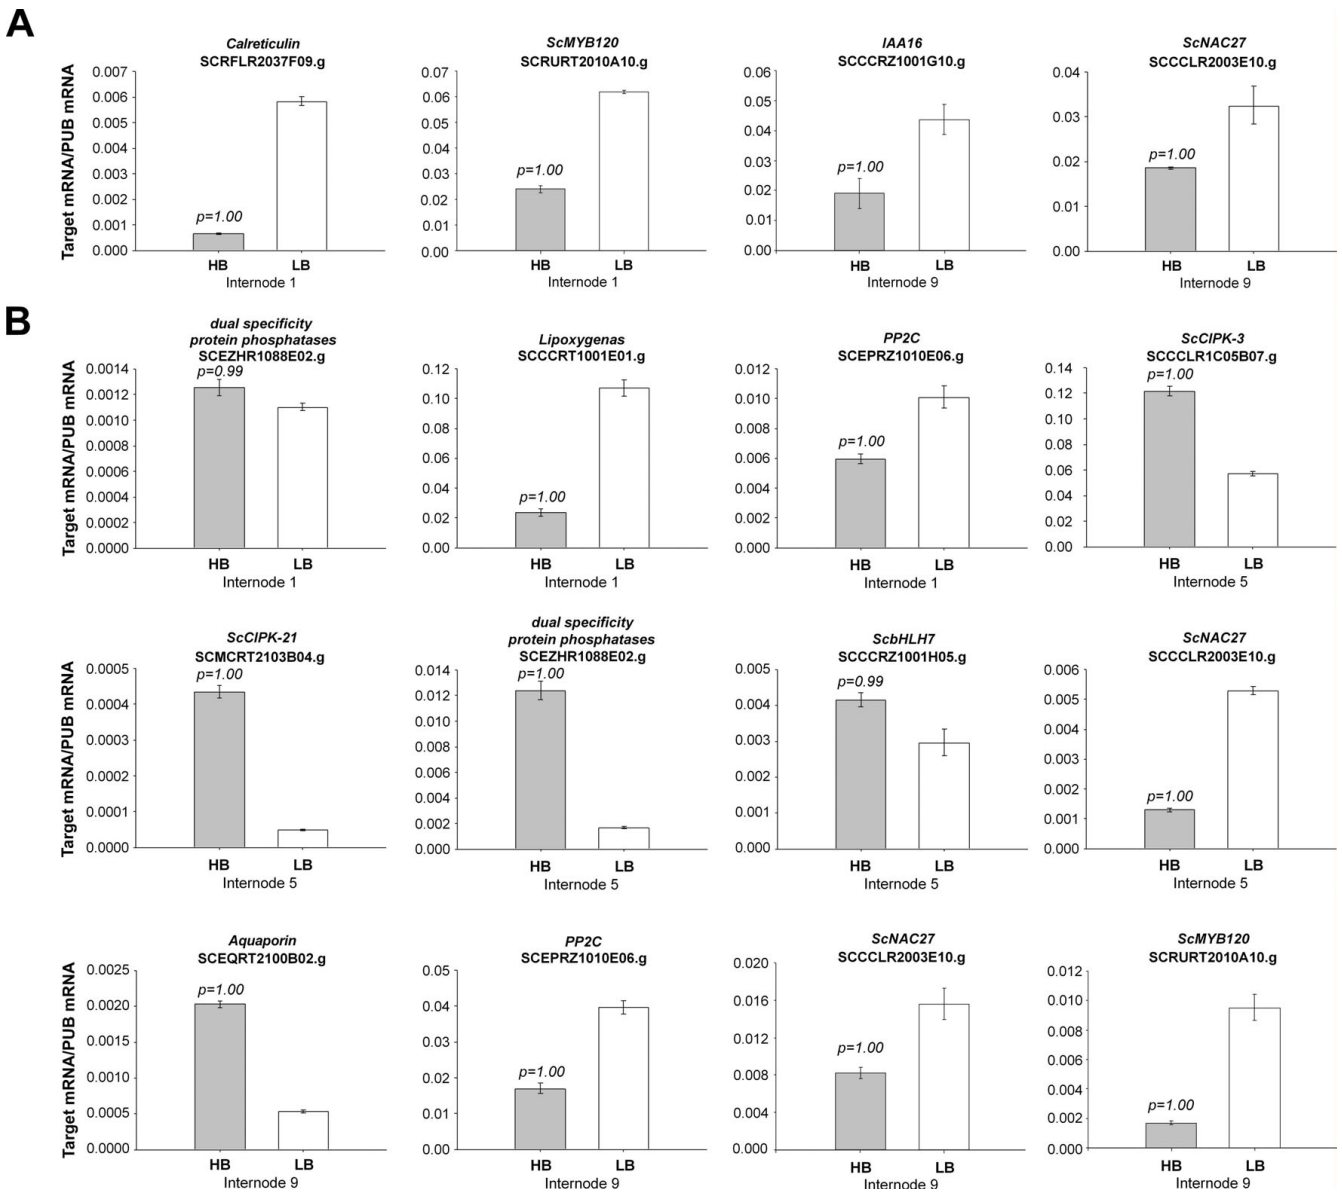 A
Calreticulin
SCRFLR2037F09.g
Target mRNA/PUB mRNA
0.007
0.006
0.005
0.004
0.003
0.002
0.001
0.000
p=1.00
HB LB
Internode 1
ScMYB120
SCRURT2010A10.g
0.07
0.06
0.05
0.04
0.03
0.02
0.01
0.00
p=1.00
HB LB
Internode 1
IAA16
SCCCRZ1001G10.g
0.06
0.05
0.04
0.03
0.02
0.01
0.00
p=1.00
HB LB
Internode 9
ScNAC27
SCCCLR2003E10.g
0.04
0.03
0.02
0.01
0.00
p=1.00
HB LB
Internode 9
B
dual specificity
protein phosphatases
SCEZHR1088E02.g
Target mRNA/PUB mRNA
0.0014
0.0012
0.0010
0.0008
0.0006
0.0004
0.0002
0.0000
p=0.99
HB LB
Internode 1
Lipoxygenas
SCCCRT1001E01.g
0.12
0.10
0.08
0.06
0.04
0.02
0.00
p=1.00
HB LB
Internode 1
PP2C
SCEPRZ1010E06.g
0.012
0.010
0.008
0.006
0.004
0.002
0.000
p=1.00
HB LB
Internode 1
ScCIPK-3
SCCCLR1C05B07.g
0.14
0.12
0.10
0.08
0.06
0.04
0.02
0.00
p=1.00
HB LB
Internode 5
ScCIPK-21
SCMCRT2103B04.g
Target mRNA/PUB mRNA
0.0005
0.0004
0.0003
0.0002
0.0001
0.0000
p=1.00
HB LB
Internode 5
dual specificity
protein phosphatases
SCEZHR1088E02.g
0.014
0.012
0.010
0.008
0.006
0.004
0.002
0.000
p=1.00
HB LB
Internode 5
ScbHLH7
SCCCRZ1001H05.g
0.005
0.004
0.003
0.002
0.001
0.000
p=0.99
HB LB
Internode 5
ScNAC27
SCCCLR2003E10.g
0.006
0.005
0.004
0.003
0.002
0.001
0.000
p=1.00
HB LB
Internode 5
Aquaporin
SCEQRT2100B02.g
Target mRNA/PUB mRNA
0.0025
0.0020
0.0015
0.0010
0.0005
0.0000
p=1.00
HB LB
Internode 9
PP2C
SCEPRZ1010E06.g
0.05
0.04
0.03
0.02
0.01
0.00
p=1.00
HB LB
Internode 9
ScNAC27
SCCCLR2003E10.g
0.020
0.016
0.012
0.008
0.004
0.000
p=1.00
HB LB
Internode 9
ScMYB120
SCRURT2010A10.g
0.012
0.010
0.008
0.006
0.004
0.002
0.000
p=1.00
HB LB
Internode 9